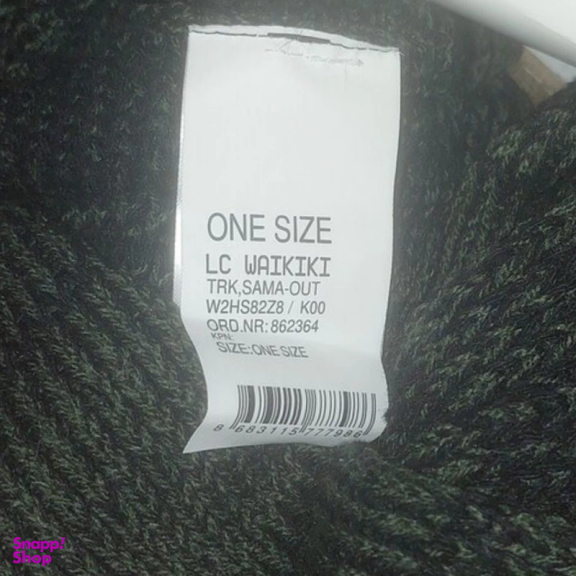 ONE SIZE
LC WAIKIKI
TRK,SAMA-OUT
W2HS82Z8 / K00
ORD.NR: 862364
KPN:
SIZE:ONE SIZE
8 683115 777986
Snapp!
Shop